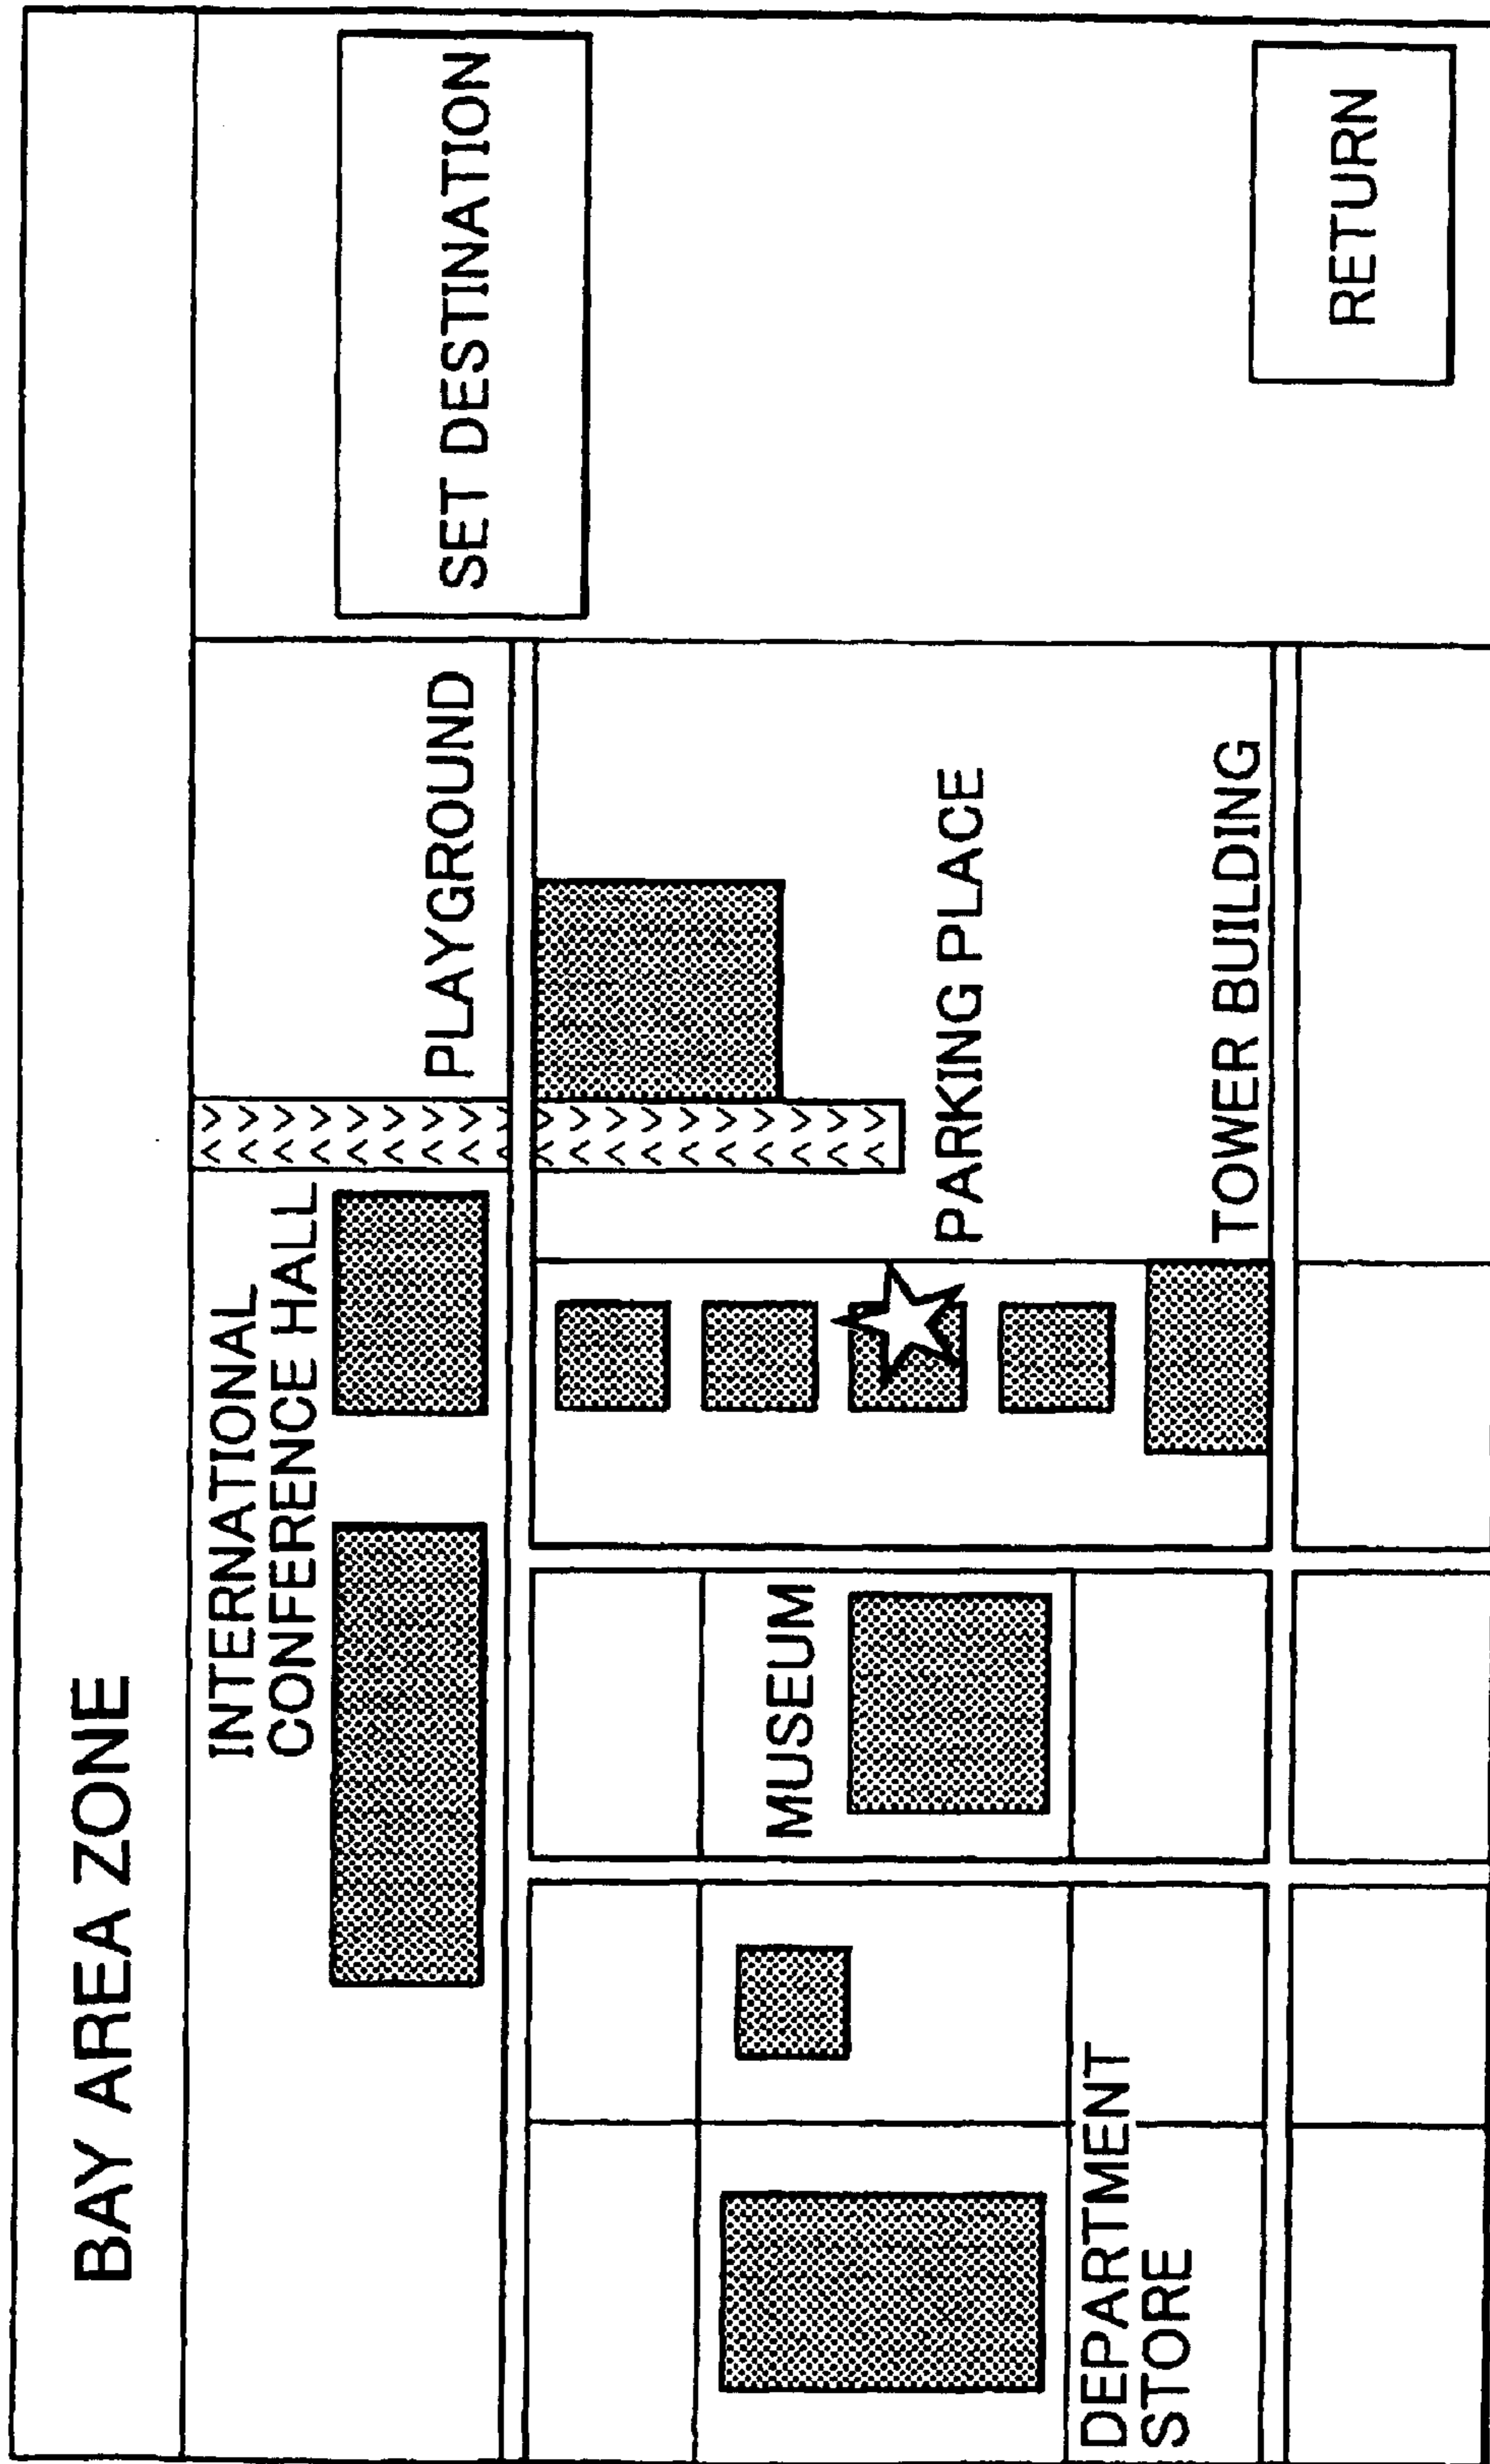 BAY AREA ZONE
INTERNATIONAL
CONFERENCE HALL
PLAYGROUND
SET DESTINATION
MUSEUM
PARKING PLACE
DEPARTMENT
STORE
TOWER BUILDING
RETURN